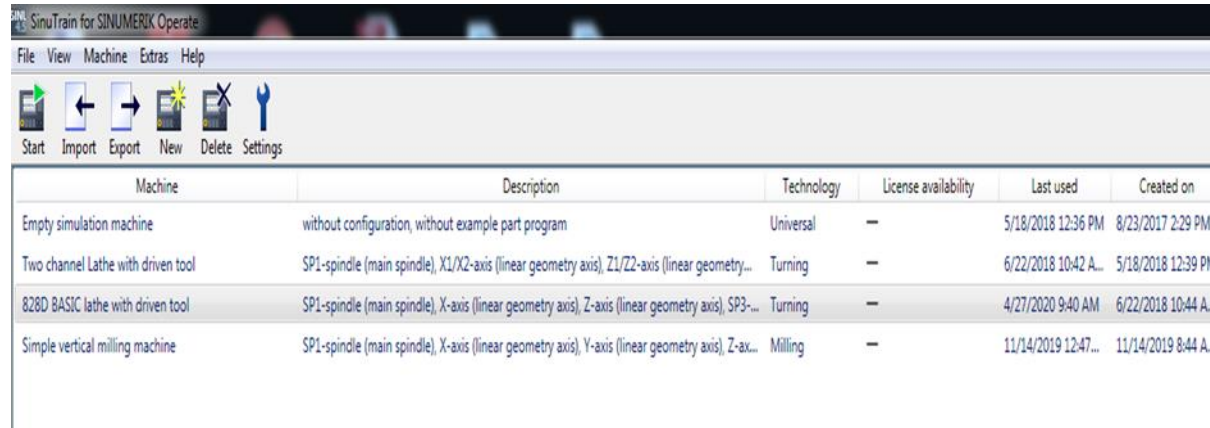 SinuTrain for SINUMERIK Operate
File View Machine Extras Help
Start Import Export New Delete Settings
Machine Description Technology License availability Last used Created on
Empty simulation machine without configuration, without example part program Universal – 5/18/2018 12:36 PM 8/23/2017 2:29 PM
Two channel Lathe with driven tool SP1-spindle (main spindle), X1/X2-axis (linear geometry axis), Z1/Z2-axis (linear geometry... Turning – 6/22/2018 10:42 A... 5/18/2018 12:39 PM
828D BASIC lathe with driven tool SP1-spindle (main spindle), X-axis (linear geometry axis), Z-axis (linear geometry axis), SP3-... Turning – 4/27/2020 9:40 AM 6/22/2018 10:44 A...
Simple vertical milling machine SP1-spindle (main spindle), X-axis (linear geometry axis), Y-axis (linear geometry axis), Z-ax... Milling – 11/14/2019 12:47... 11/14/2019 8:44 A...